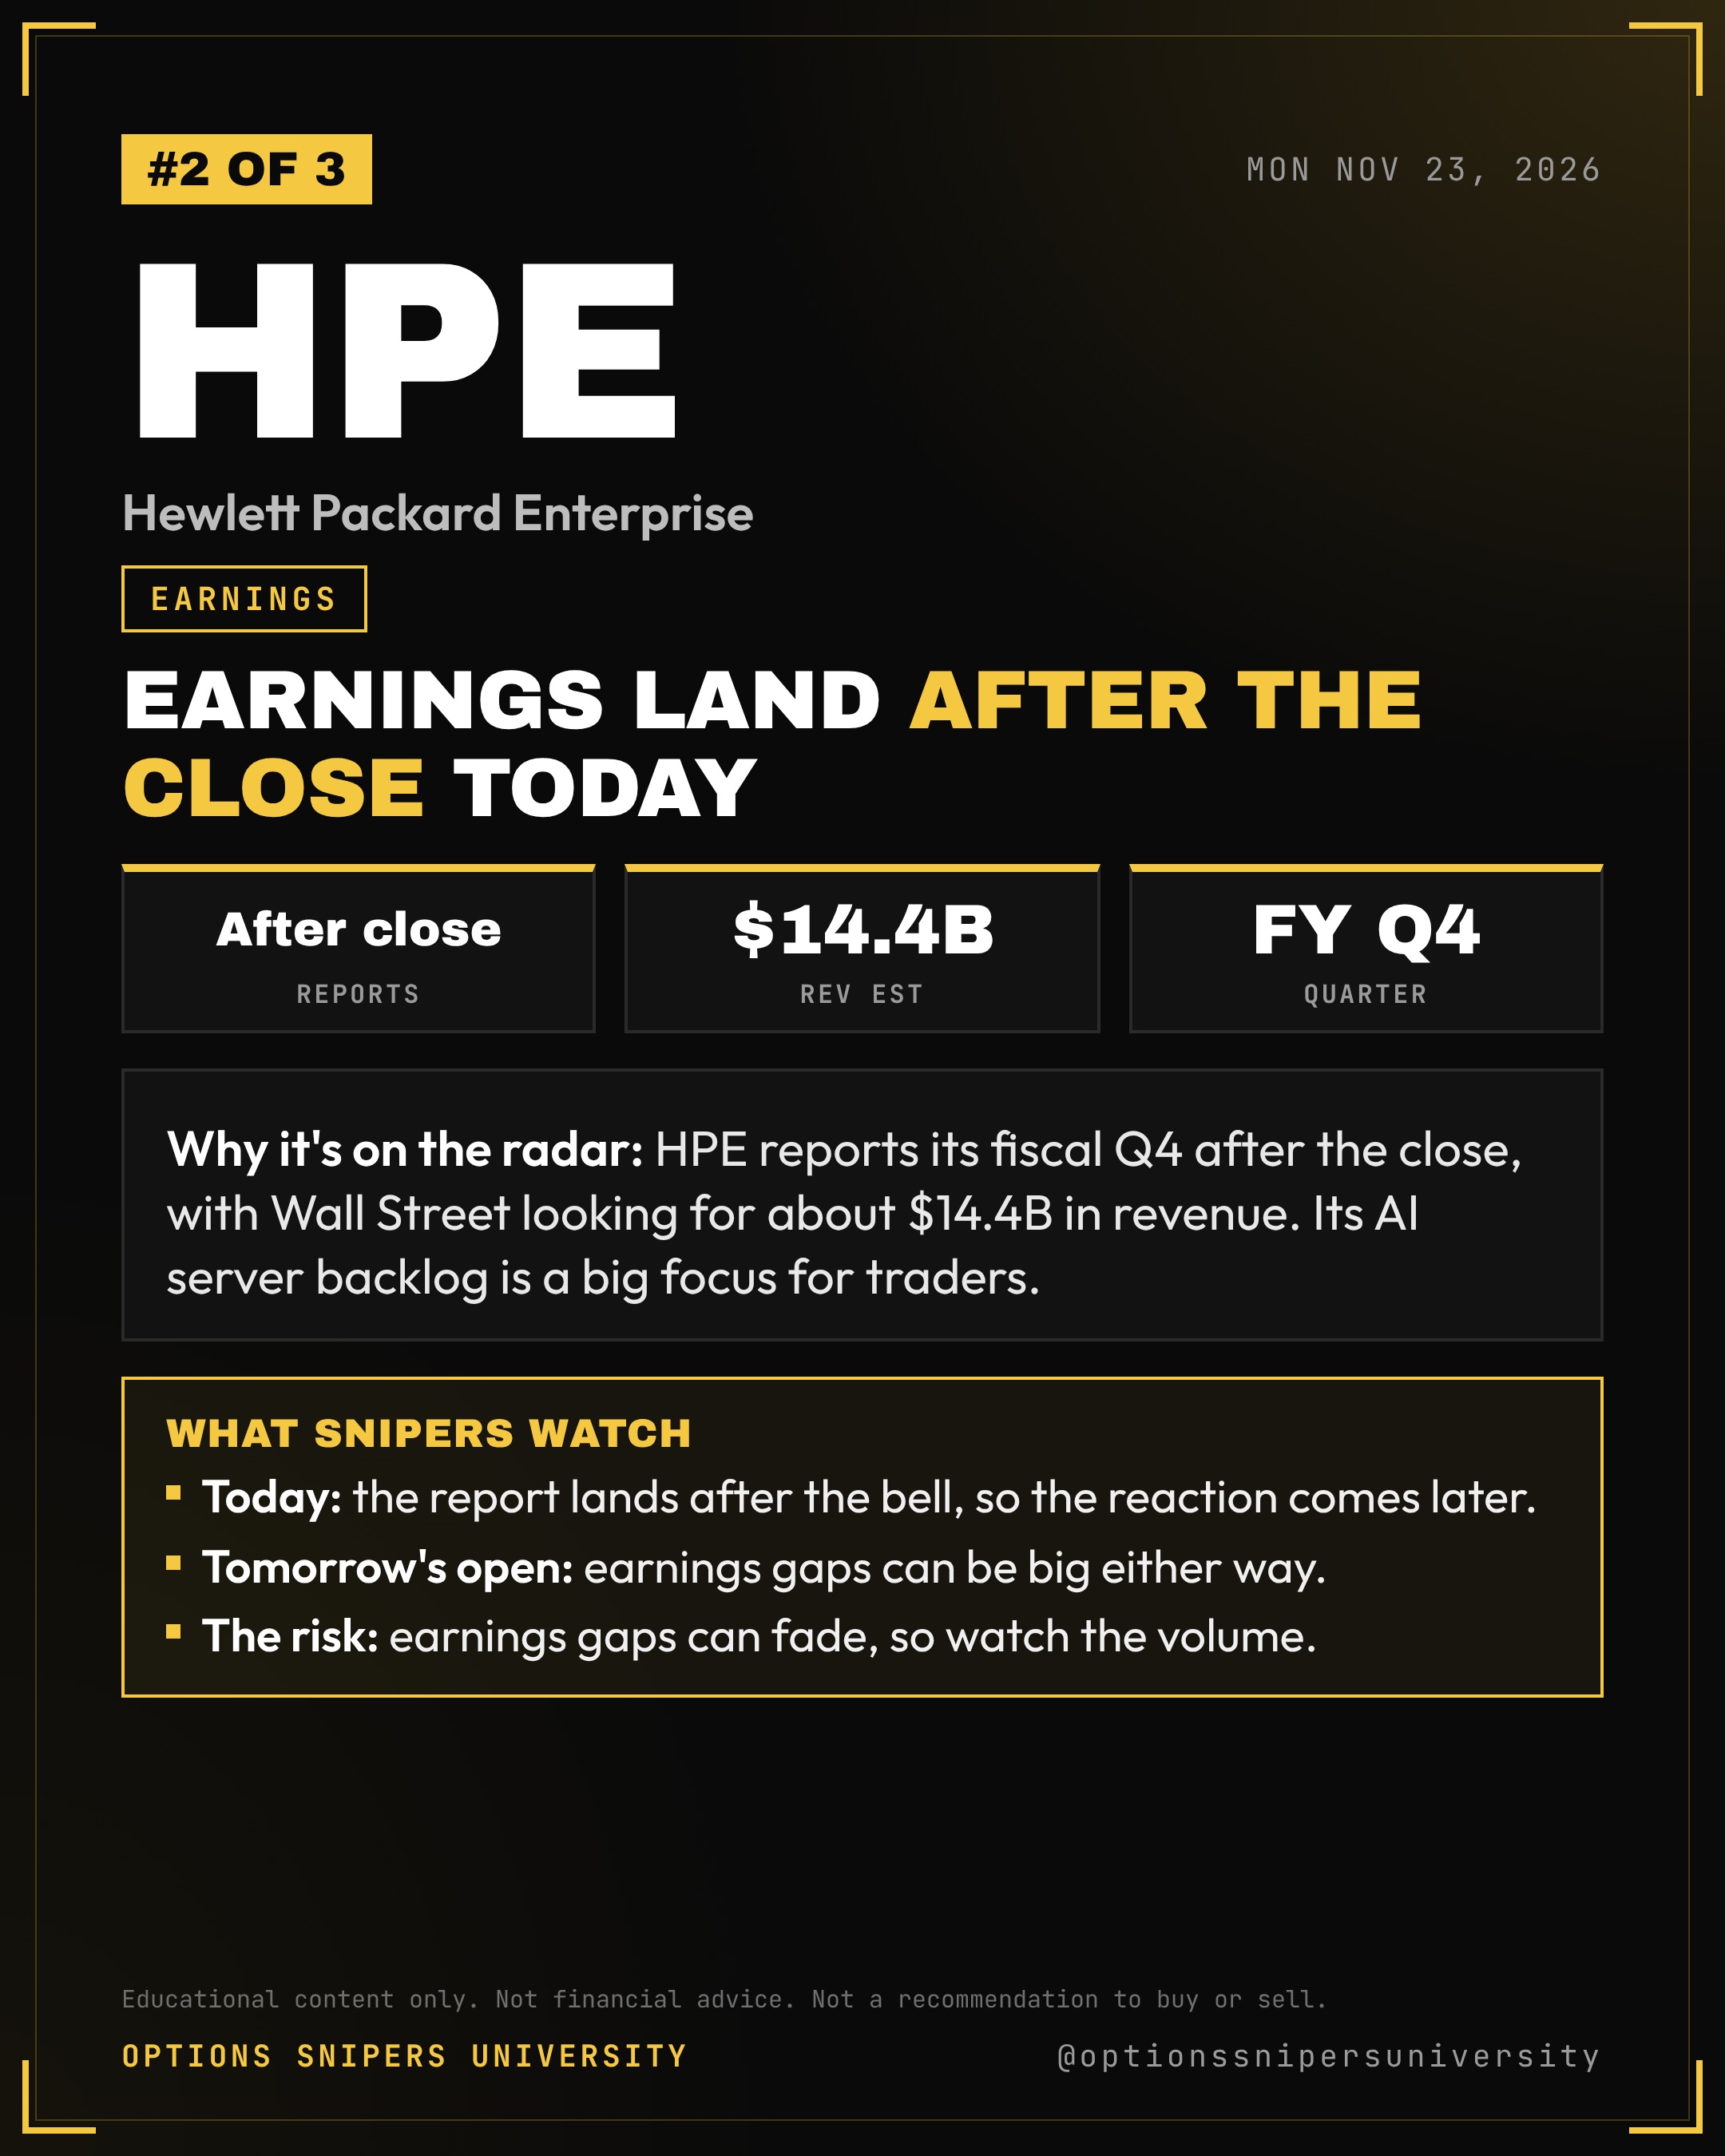 #2 OF 3
MON NOV 23, 2026
HPE
Hewlett Packard Enterprise
EARNINGS
EARNINGS LAND AFTER THE
CLOSE TODAY
After close
REPORTS
$14.4B
REV EST
FY Q4
QUARTER
Why it's on the radar: HPE reports its fiscal Q4 after the close,
with Wall Street looking for about $14.4B in revenue. Its AI
server backlog is a big focus for traders.
WHAT SNIPERS WATCH
Today: the report lands after the bell, so the reaction comes later.
Tomorrow's open: earnings gaps can be big either way.
The risk: earnings gaps can fade, so watch the volume.
Educational content only. Not financial advice. Not a recommendation to buy or sell.
OPTIONS SNIPERS UNIVERSITY
@optionssnipersuniversity